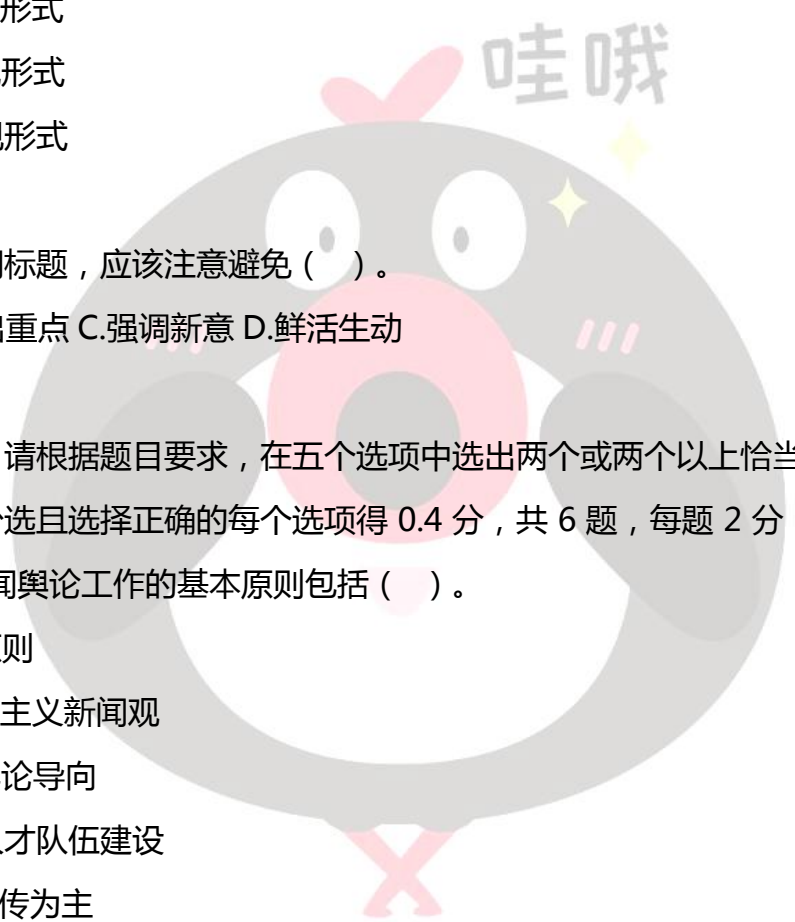 形式
哇哦
形式
形式
标题，应该注意避免（ ）。
重点 C.强调新意 D.鲜活生动
请根据题目要求，在五个选项中选出两个或两个以上恰当
选且选择正确的每个选项得 0.4 分，共 6 题，每题 2 分
闻舆论工作的基本原则包括（ ）。
则
主义新闻观
论导向
才队伍建设
传为主